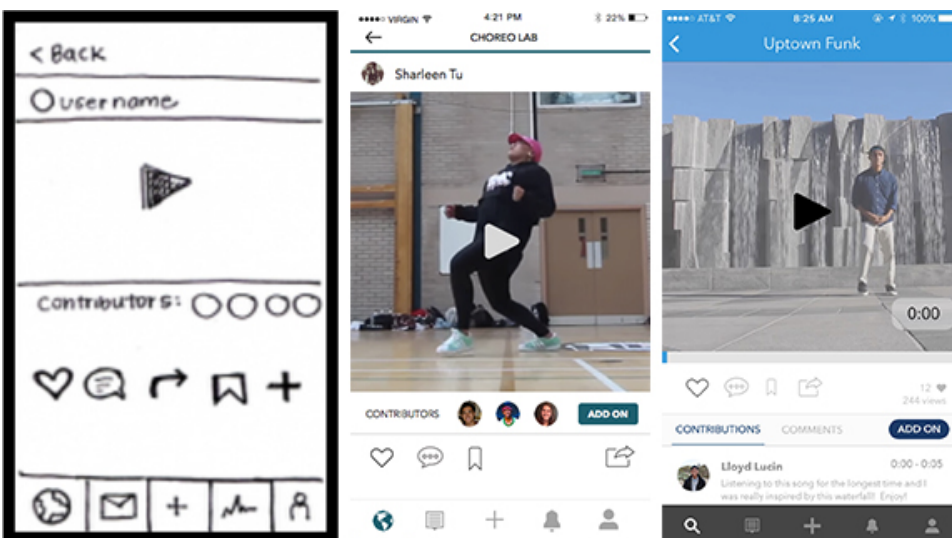 < Back
username
Contributors:
VIRGIN 4:21 PM 22%
CHOREO LAB
Sharleen Tu
CONTRIBUTORS ADD ON
AT&T 8:25 AM 100%
Uptown Funk
0:00
12
244 views
CONTRIBUTIONS COMMENTS ADD ON
Lloyd Lucin 0:00 - 0:05
Listening to this song for the longest time and I
was really inspired by this waterfall! Enjoy!